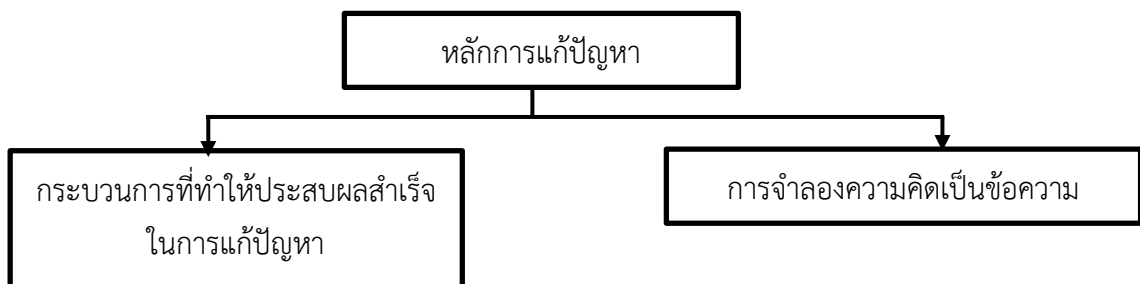 หลักการแก้ปัญหา
กระบวนการที่ทำให้ประสบผลสำเร็จ
ในการแก้ปัญหา
การจำลองความคิดเป็นข้อความ